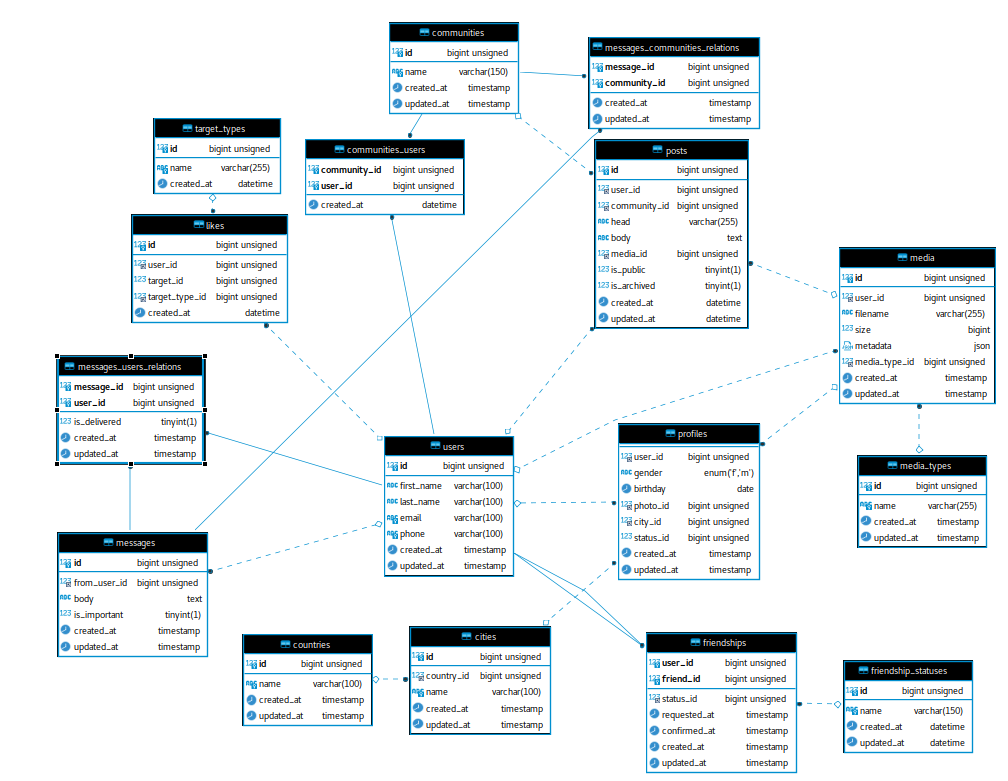 communities
id bigint unsigned
name varchar(150)
created_at timestamp
updated_at timestamp
messages_communities_relations
message_id bigint unsigned
community_id bigint unsigned
created_at timestamp
updated_at timestamp
target_types
id bigint unsigned
name varchar(255)
created_at datetime
communities_users
community_id bigint unsigned
user_id bigint unsigned
created_at datetime
posts
id bigint unsigned
user_id bigint unsigned
community_id bigint unsigned
head varchar(255)
body text
media_id bigint unsigned
is_public tinyint(1)
is_archived tinyint(1)
created_at datetime
updated_at datetime
likes
id bigint unsigned
user_id bigint unsigned
target_id bigint unsigned
target_type_id bigint unsigned
created_at datetime
media
id bigint unsigned
user_id bigint unsigned
filename varchar(255)
size bigint
metadata json
media_type_id bigint unsigned
created_at timestamp
updated_at timestamp
messages_users_relations
message_id bigint unsigned
user_id bigint unsigned
is_delivered tinyint(1)
created_at timestamp
updated_at timestamp
users
id bigint unsigned
first_name varchar(100)
last_name varchar(100)
email varchar(100)
phone varchar(100)
created_at timestamp
updated_at timestamp
profiles
user_id bigint unsigned
gender enum('f','m')
birthday date
photo_id bigint unsigned
city_id bigint unsigned
status_id bigint unsigned
created_at timestamp
updated_at timestamp
media_types
id bigint unsigned
name varchar(255)
created_at timestamp
updated_at timestamp
messages
id bigint unsigned
from_user_id bigint unsigned
body text
is_important tinyint(1)
created_at timestamp
updated_at timestamp
countries
id bigint unsigned
name varchar(100)
created_at timestamp
updated_at timestamp
cities
id bigint unsigned
country_id bigint unsigned
name varchar(100)
created_at timestamp
updated_at timestamp
friendships
user_id bigint unsigned
friend_id bigint unsigned
status_id bigint unsigned
requested_at timestamp
confirmed_at timestamp
created_at timestamp
updated_at timestamp
friendship_statuses
id bigint unsigned
name varchar(150)
created_at datetime
updated_at datetime